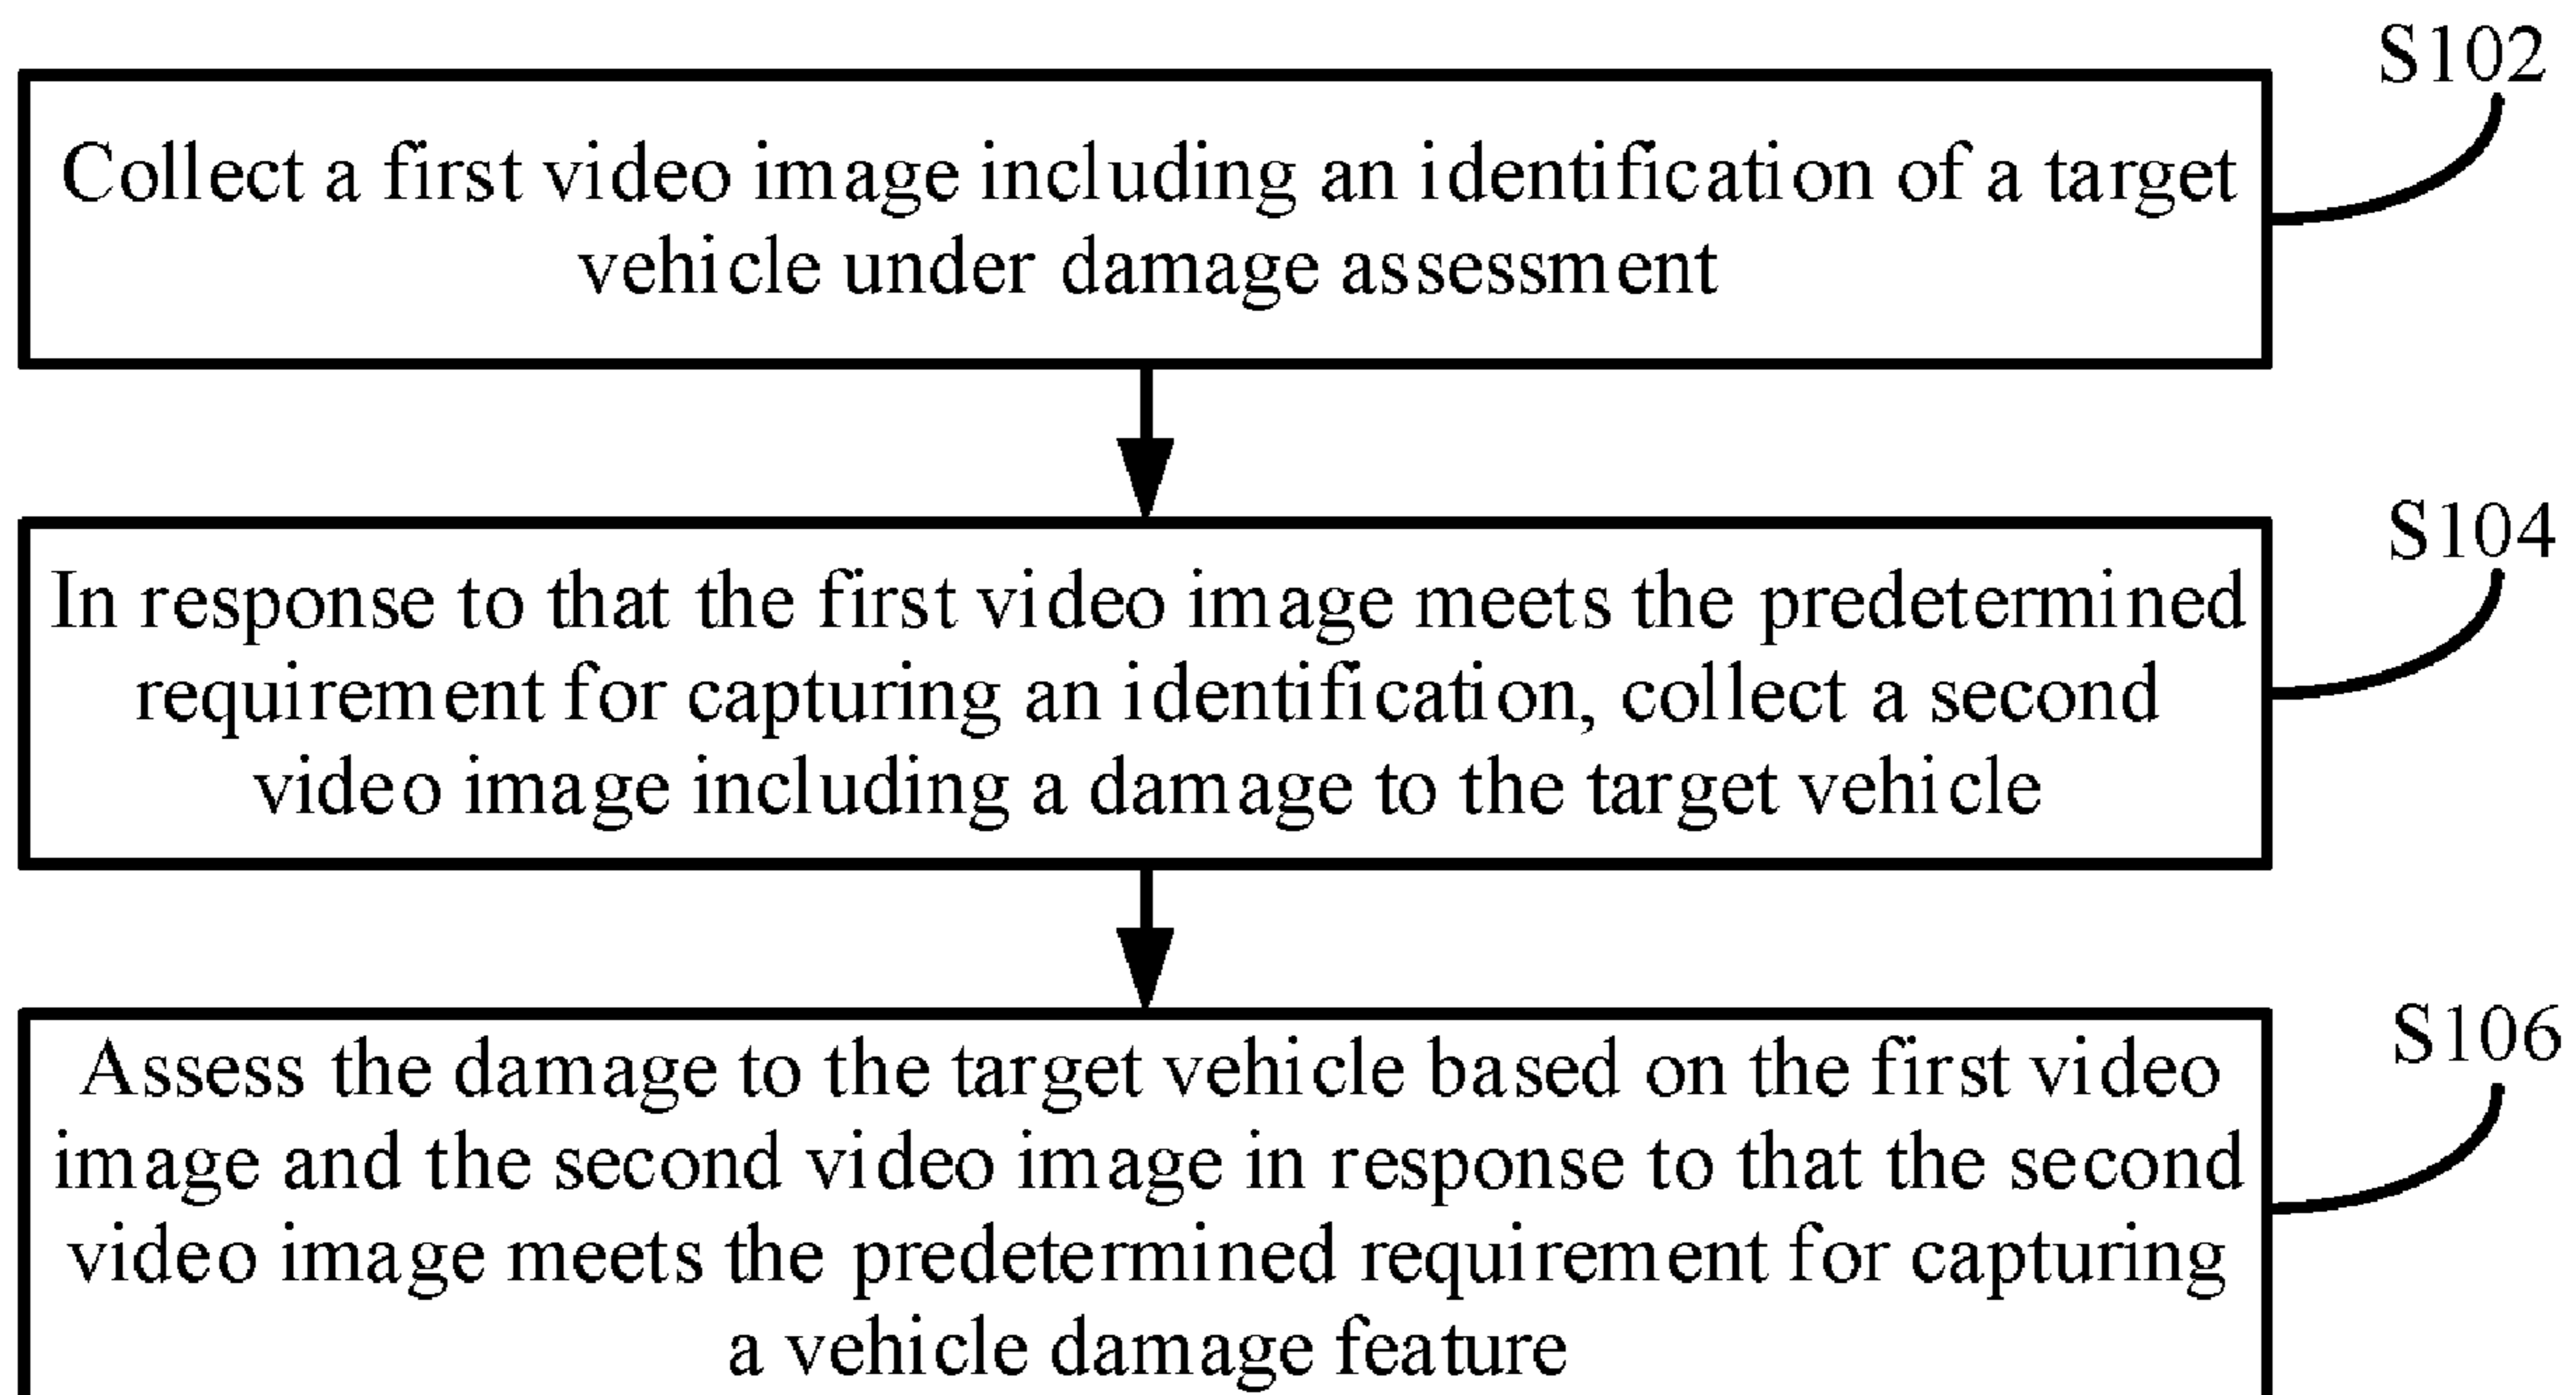 S102
Collect a first video image including an identification of a target
vehicle under damage assessment
S104
In response to that the first video image meets the predetermined
requirement for capturing an identification, collect a second
video image including a damage to the target vehicle
S106
Assess the damage to the target vehicle based on the first video
image and the second video image in response to that the second
video image meets the predetermined requirement for capturing
a vehicle damage feature